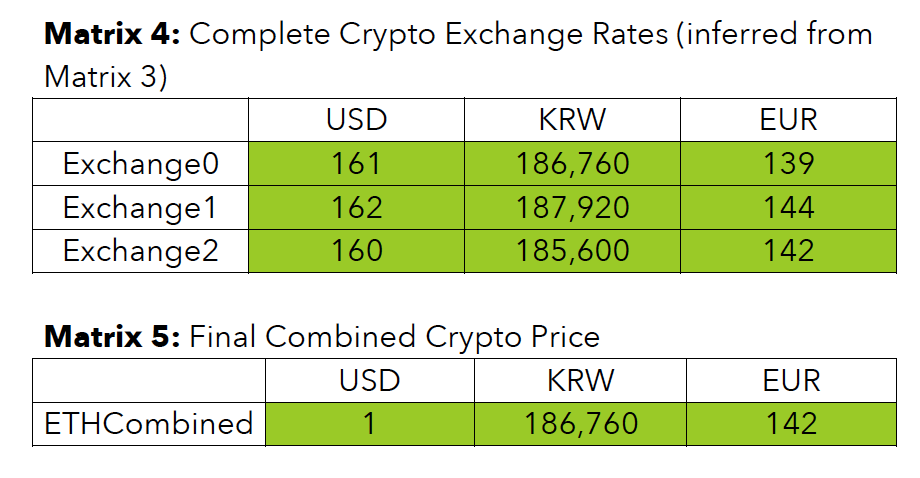 Matrix 4: Complete Crypto Exchange Rates (inferred from
Matrix 3)
USD KRW EUR
Exchange0 161 186,760 139
Exchange1 162 187,920 144
Exchange2 160 185,600 142
Matrix 5: Final Combined Crypto Price
USD KRW EUR
ETHCombined 1 186,760 142